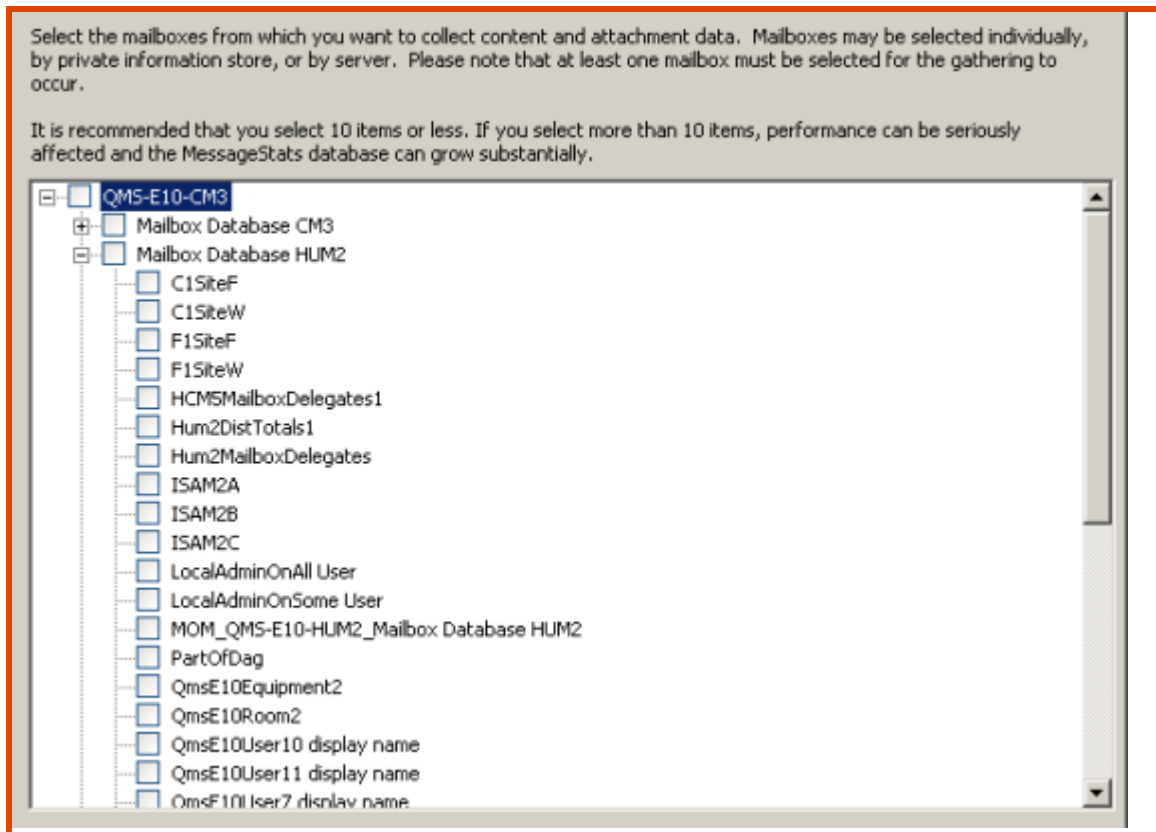 Select the mailboxes from which you want to collect content and attachment data.  Mailboxes may be selected individually,
by private information store, or by server.  Please note that at least one mailbox must be selected for the gathering to
occur.
It is recommended that you select 10 items or less. If you select more than 10 items, performance can be seriously
affected and the MessageStats database can grow substantially.
QMS-E10-CM3
Mailbox Database CM3
Mailbox Database HUM2
C1SiteF
C1SiteW
F1SiteF
F1SiteW
HCMSMailboxDelegates1
Hum2DistTotals1
Hum2MailboxDelegates
ISAM2A
ISAM2B
ISAM2C
LocalAdminOnAll User
LocalAdminOnSome User
MOM_QMS-E10-HUM2_Mailbox Database HUM2
PartOfDag
QmsE10Equipment2
QmsE10Room2
QmsE10User10 display name
QmsE10User11 display name
QmsE10User7 display name